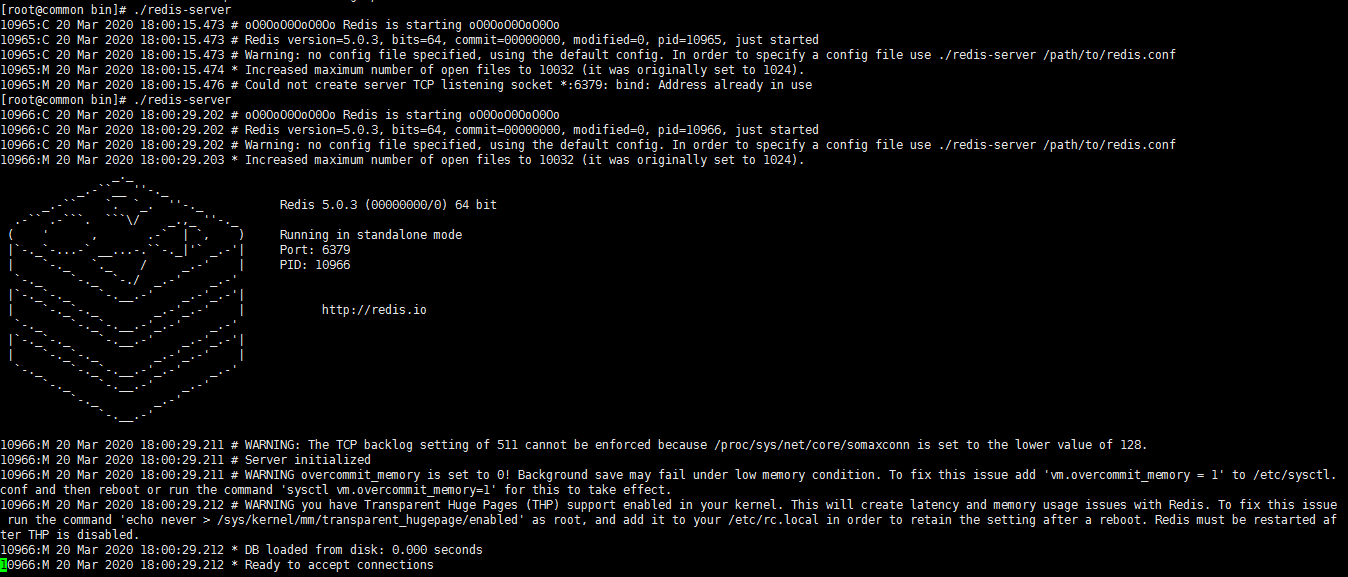 [root@common bin]# ./redis-server
10965:C 20 Mar 2020 18:00:15.473 # oO0OoO0OoO0Oo Redis is starting oO0OoO0OoO0Oo
10965:C 20 Mar 2020 18:00:15.473 # Redis version=5.0.3, bits=64, commit=00000000, modified=0, pid=10965, just started
10965:C 20 Mar 2020 18:00:15.473 # Warning: no config file specified, using the default config. In order to specify a config file use ./redis-server /path/to/redis.conf
10965:M 20 Mar 2020 18:00:15.474 * Increased maximum number of open files to 10032 (it was originally set to 1024).
10965:M 20 Mar 2020 18:00:15.476 # Could not create server TCP listening socket *:6379: bind: Address already in use
[root@common bin]# ./redis-server
10966:C 20 Mar 2020 18:00:29.202 # oO0OoO0OoO0Oo Redis is starting oO0OoO0OoO0Oo
10966:C 20 Mar 2020 18:00:29.202 # Redis version=5.0.3, bits=64, commit=00000000, modified=0, pid=10966, just started
10966:C 20 Mar 2020 18:00:29.202 # Warning: no config file specified, using the default config. In order to specify a config file use ./redis-server /path/to/redis.conf
10966:M 20 Mar 2020 18:00:29.203 * Increased maximum number of open files to 10032 (it was originally set to 1024).
Redis 5.0.3 (00000000/0) 64 bit
Running in standalone mode
Port: 6379
PID: 10966
http://redis.io
10966:M 20 Mar 2020 18:00:29.211 # WARNING: The TCP backlog setting of 511 cannot be enforced because /proc/sys/net/core/somaxconn is set to the lower value of 128.
10966:M 20 Mar 2020 18:00:29.211 # Server initialized
10966:M 20 Mar 2020 18:00:29.211 # WARNING overcommit_memory is set to 0! Background save may fail under low memory condition. To fix this issue add 'vm.overcommit_memory = 1' to /etc/sysctl.
conf and then reboot or run the command 'sysctl vm.overcommit_memory=1' for this to take effect.
10966:M 20 Mar 2020 18:00:29.212 # WARNING you have Transparent Huge Pages (THP) support enabled in your kernel. This will create latency and memory usage issues with Redis. To fix this issue
run the command 'echo never > /sys/kernel/mm/transparent_hugepage/enabled' as root, and add it to your /etc/rc.local in order to retain the setting after a reboot. Redis must be restarted af
ter THP is disabled.
10966:M 20 Mar 2020 18:00:29.212 * DB loaded from disk: 0.000 seconds
10966:M 20 Mar 2020 18:00:29.212 * Ready to accept connections